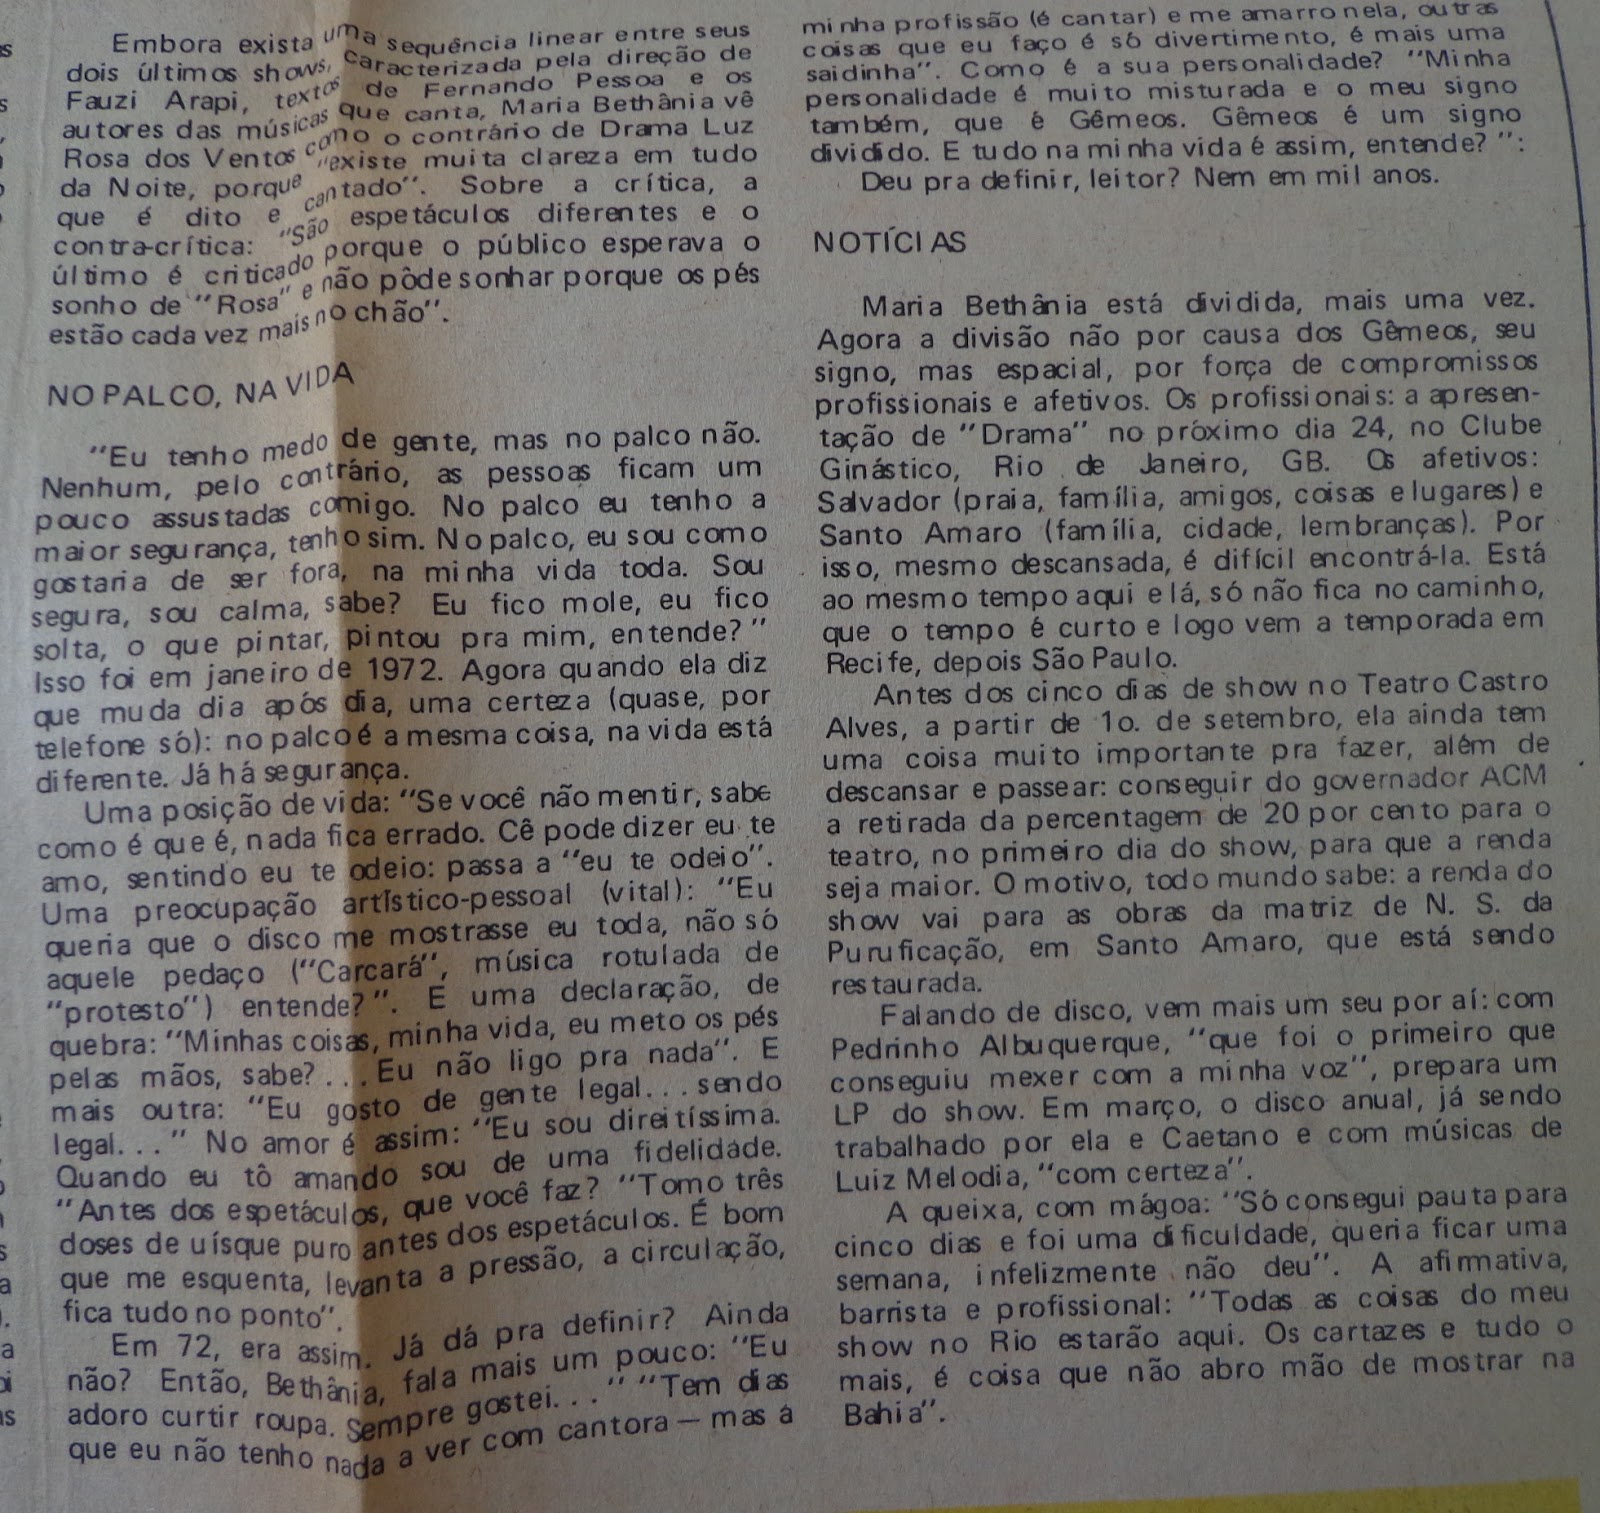 Embora exista uma sequência linear entre seus
dois últimos shows, caracterizada pela direção de
Fauzi Arapi, textos de Fernando Pessoa e os
autores das músicas que canta, Maria Bethânia vê
Rosa dos Ventos como o contrário de Drama Luz
da Noite, porque "existe muita clareza em tudo
que é dito e cantado". Sobre a crítica, a
contra-crítica: "São espetáculos diferentes e o
último é criticado porque o público esperava o
sonho de "Rosa" e não pôde sonhar porque os pés
estão cada vez mais no chão".
NO PALCO, NA VIDA
"Eu tenho medo de gente, mas no palco não.
Nenhum, pelo contrário, as pessoas ficam um
pouco assustadas comigo. No palco eu tenho a
maior segurança, tenho sim. No palco, eu sou como
gostaria de ser fora, na minha vida toda. Sou
segura, sou calma, sabe? Eu fico mole, eu fico
solta, o que pintar, pintou pra mim, entende?"
Isso foi em janeiro de 1972. Agora quando ela diz
que muda dia após dia, uma certeza (quase, por
telefone só): no palco é a mesma coisa, na vida está
diferente. Já há segurança.
Uma posição de vida: "Se você não mentir, sabe
como é que é, nada fica errado. Cê pode dizer eu te
amo, sentindo eu te odeio: passa a "eu te odeio".
Uma preocupação artístico-pessoal (vital): "Eu
queria que o disco me mostrasse eu toda, não só
aquele pedaço ("Carcará", música rotulada de
"protesto") entende?". E uma declaração, de
quebra: "Minhas coisas, minha vida, eu meto os pés
pelas mãos, sabe?... Eu não ligo pra nada". E
mais outra: "Eu gosto de gente legal... sendo
legal..." No amor é assim: "Eu sou direitíssima.
Quando eu tô amando sou de uma fidelidade.
"Antes dos espetáculos, que você faz? "Tomo três
doses de uísque puro antes dos espetáculos. É bom
que me esquenta, levanta a pressão, a circulação,
fica tudo no ponto".
Em 72, era assim. Já dá pra definir? Ainda
não? Então, Bethânia, fala mais um pouco: "Eu
adoro curtir roupa. Sempre gostei..." "Tem dias
que eu não tenho nada a ver com cantora — mas á
minha profissão (é cantar) e me amarro nela, outras
coisas que eu faço é só divertimento, é mais uma
saidinha". Como é a sua personalidade? "Minha
personalidade é muito misturada e o meu signo
também, que é Gêmeos. Gêmeos é um signo
dividido. E tudo na minha vida é assim, entende?":
Deu pra definir, leitor? Nem em mil anos.
NOTÍCIAS
Maria Bethânia está dividida, mais uma vez.
Agora a divisão não por causa dos Gêmeos, seu
signo, mas espacial, por força de compromissos
profissionais e afetivos. Os profissionais: a apresen-
tação de "Drama" no próximo dia 24, no Clube
Ginástico, Rio de Janeiro, GB. Os afetivos:
Salvador (praia, família, amigos, coisas e lugares) e
Santo Amaro (família, cidade, lembranças). Por
isso, mesmo descansada, é difícil encontrá-la. Está
ao mesmo tempo aqui e lá, só não fica no caminho,
que o tempo é curto e logo vem a temporada em
Recife, depois São Paulo.
Antes dos cinco dias de show no Teatro Castro
Alves, a partir de 1o. de setembro, ela ainda tem
uma coisa muito importante pra fazer, além de
descansar e passear: conseguir do governador ACM
a retirada da percentagem de 20 por cento para o
teatro, no primeiro dia do show, para que a renda
seja maior. O motivo, todo mundo sabe: a renda do
show vai para as obras da matriz de N. S. da
Puruficação, em Santo Amaro, que está sendo
restaurada.
Falando de disco, vem mais um seu por aí: com
Pedrinho Albuquerque, "que foi o primeiro que
conseguiu mexer com a minha voz", prepara um
LP do show. Em março, o disco anual, já sendo
trabalhado por ela e Caetano e com músicas de
Luiz Melodia, "com certeza".
A queixa, com mágoa: "Só consegui pauta para
cinco dias e foi uma dificuldade, queria ficar uma
semana, infelizmente não deu". A afirmativa,
barrista e profissional: "Todas as coisas do meu
show no Rio estarão aqui. Os cartazes e tudo o
mais, é coisa que não abro mão de mostrar na
Bahia".